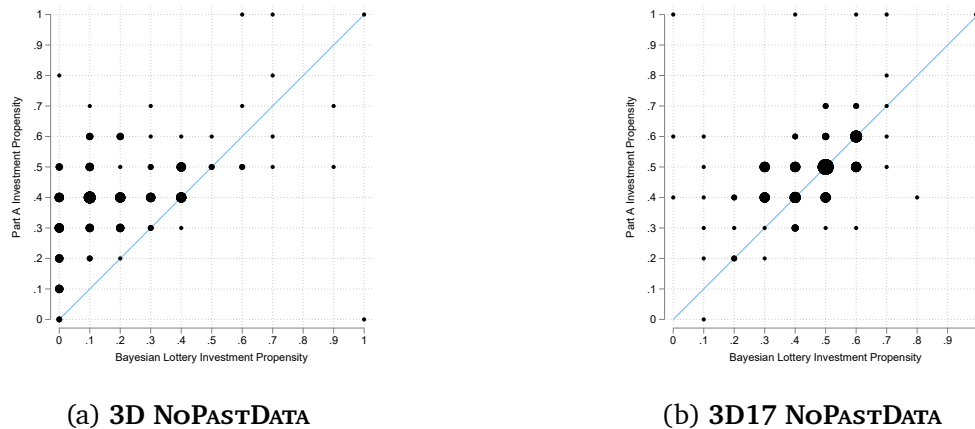 1
.9
.8
.7
.6
.5
.4
.3
.2
.1
0
Part A Investment Propensity
0 .1 .2 .3 .4 .5 .6 .7 .8 .9 1
Bayesian Lottery Investment Propensity
(a) 3D NOPASTDATA
1
.9
.8
.7
.6
.5
.4
.3
.2
.1
0
Part A Investment Propensity
0 .1 .2 .3 .4 .5 .6 .7 .8 .9
Bayesian Lottery Investment Propensity
(b) 3D17 NOPASTDATA